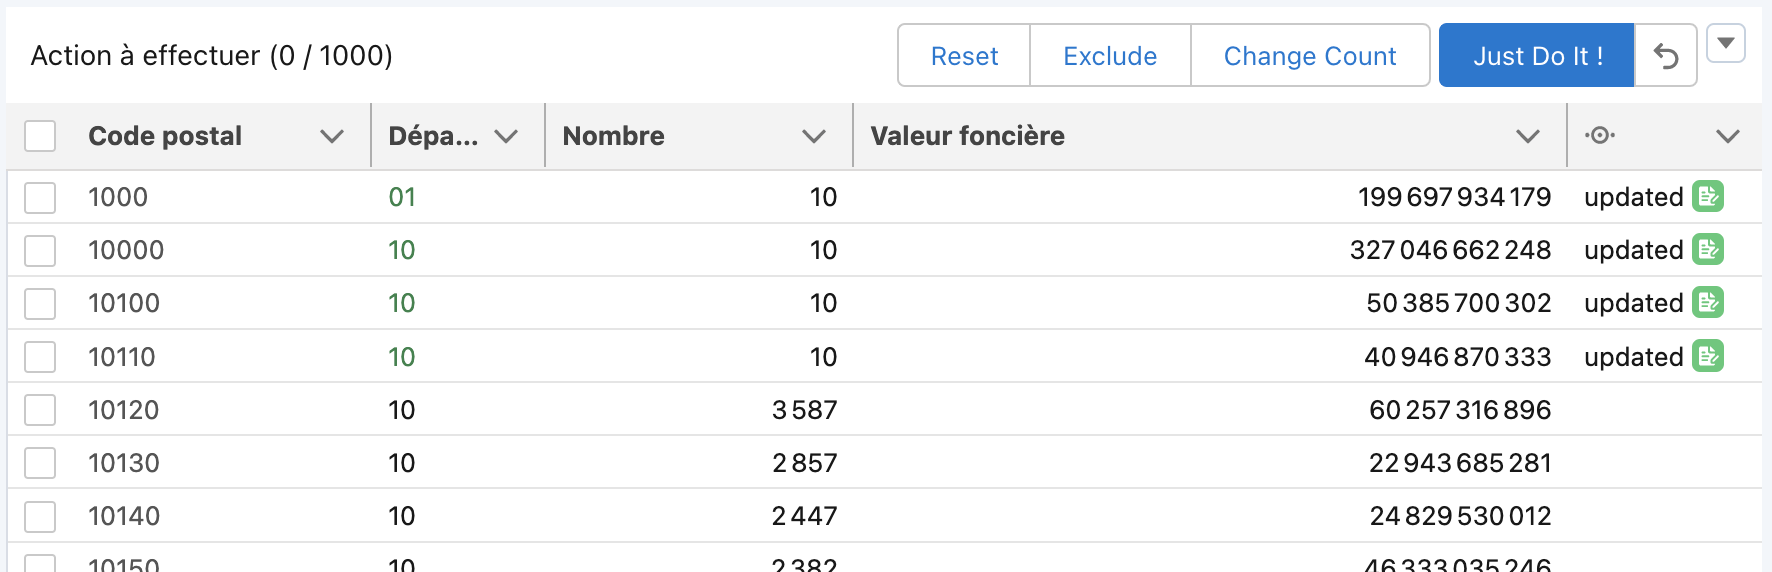 Action à effectuer (0 / 1000) Reset Exclude Change Count Just Do It !
Code postal Dépa... Nombre Valeur foncière
1000 01 10 199 697 934 179 updated
10000 10 10 327 046 662 248 updated
10100 10 10 50 385 700 302 updated
10110 10 10 40 946 870 333 updated
10120 10 3 587 60 257 316 896
10130 10 2 857 22 943 685 281
10140 10 2 447 24 829 530 012
10150 10 2 382 46 333 035 246